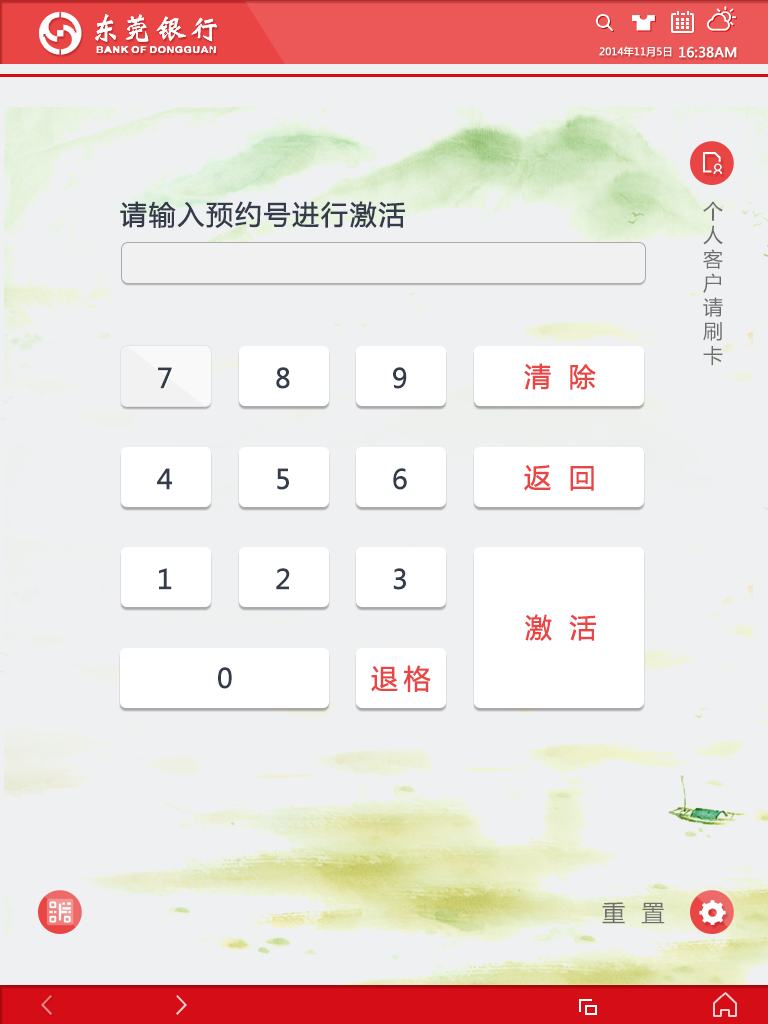 东莞银行
BANK OF DONGGUAN
2014年11月5日 16:38AM
请输入预约号进行激活
个人客户请刷卡
7 8 9 清除
4 5 6 返回
1 2 3 激活
0 退格
重置